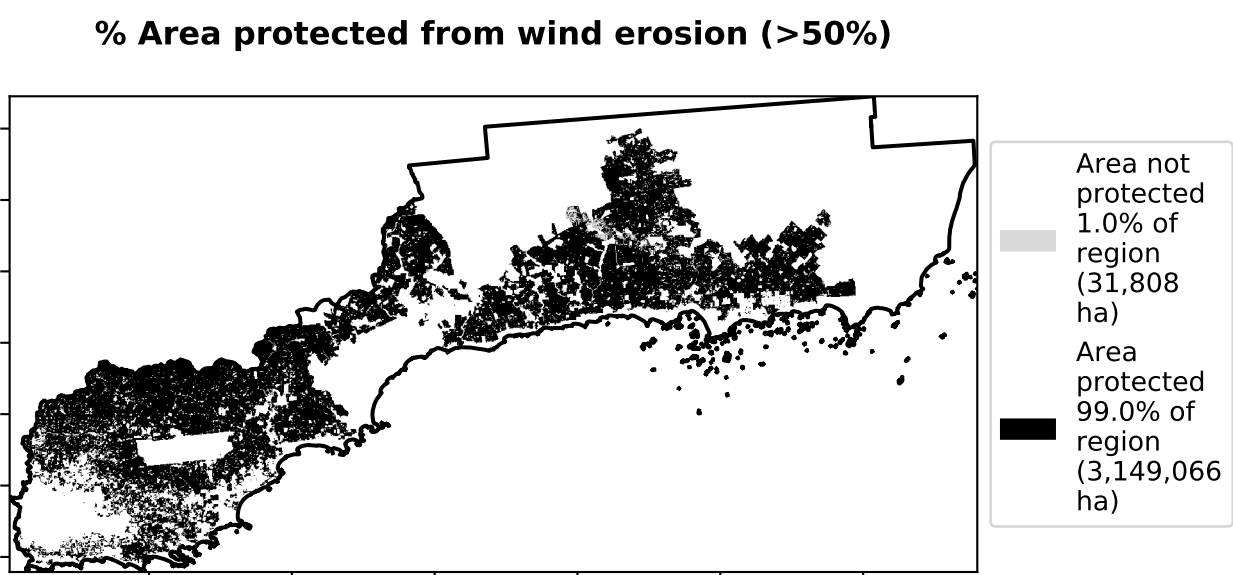 % Area protected from wind erosion (>50%)
Area not
protected
1.0% of
region
(31,808
ha)
Area
protected
99.0% of
region
(3,149,066
ha)